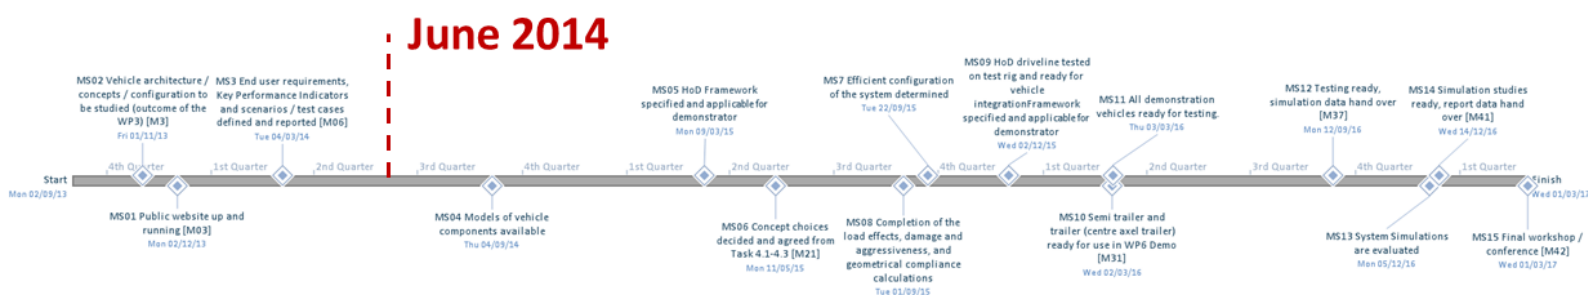 June 2014
MS02 Vehicle architecture /
concepts / configuration to
be studied (outcome of the
WP3) [M3]
Fri 01/11/13
MS3 End user requirements,
Key Performance Indicators
and scenarios / test cases
defined and reported [M06]
Tue 04/03/14
MS05 HoD Framework
specified and applicable for
demonstrator
Mon 09/03/15
MS7 Efficient configuration
of the system determined
Tue 22/09/15
MS09 HoD driveline tested
on test rig and ready for
vehicle
integrationFramework
specified and applicable for
demonstrator
Wed 02/12/15
MS11 All demonstration
vehicles ready for testing.
Thu 03/03/16
MS12 Testing ready,
simulation data hand over
[M37]
Mon 12/09/16
MS14 Simulation studies
ready, report data hand
over [M41]
Wed 14/12/16
4th Quarter
1st Quarter
2nd Quarter
3rd Quarter
4th Quarter
1st Quarter
2nd Quarter
3rd Quarter
4th Quarter
1st Quarter
2nd Quarter
3rd Quarter
4th Quarter
1st Quarter
Start
Mon 02/09/13
Finish
Wed 01/03/17
MS01 Public website up and
running [M03]
Mon 02/12/13
MS04 Models of vehicle
components available
Thu 04/09/14
MS06 Concept choices
decided and agreed from
Task 4.1-4.3 [M21]
Mon 11/05/15
MS08 Completion of the
load effects, damage and
aggressiveness, and
geometrical compliance
calculations
Tue 01/09/15
MS10 Semi trailer and
trailer (centre axel trailer)
ready for use in WP6 Demo
[M31]
Wed 02/03/16
MS13 System Simulations
are evaluated
Mon 05/12/16
MS15 Final workshop /
conference [M42]
Wed 01/03/17